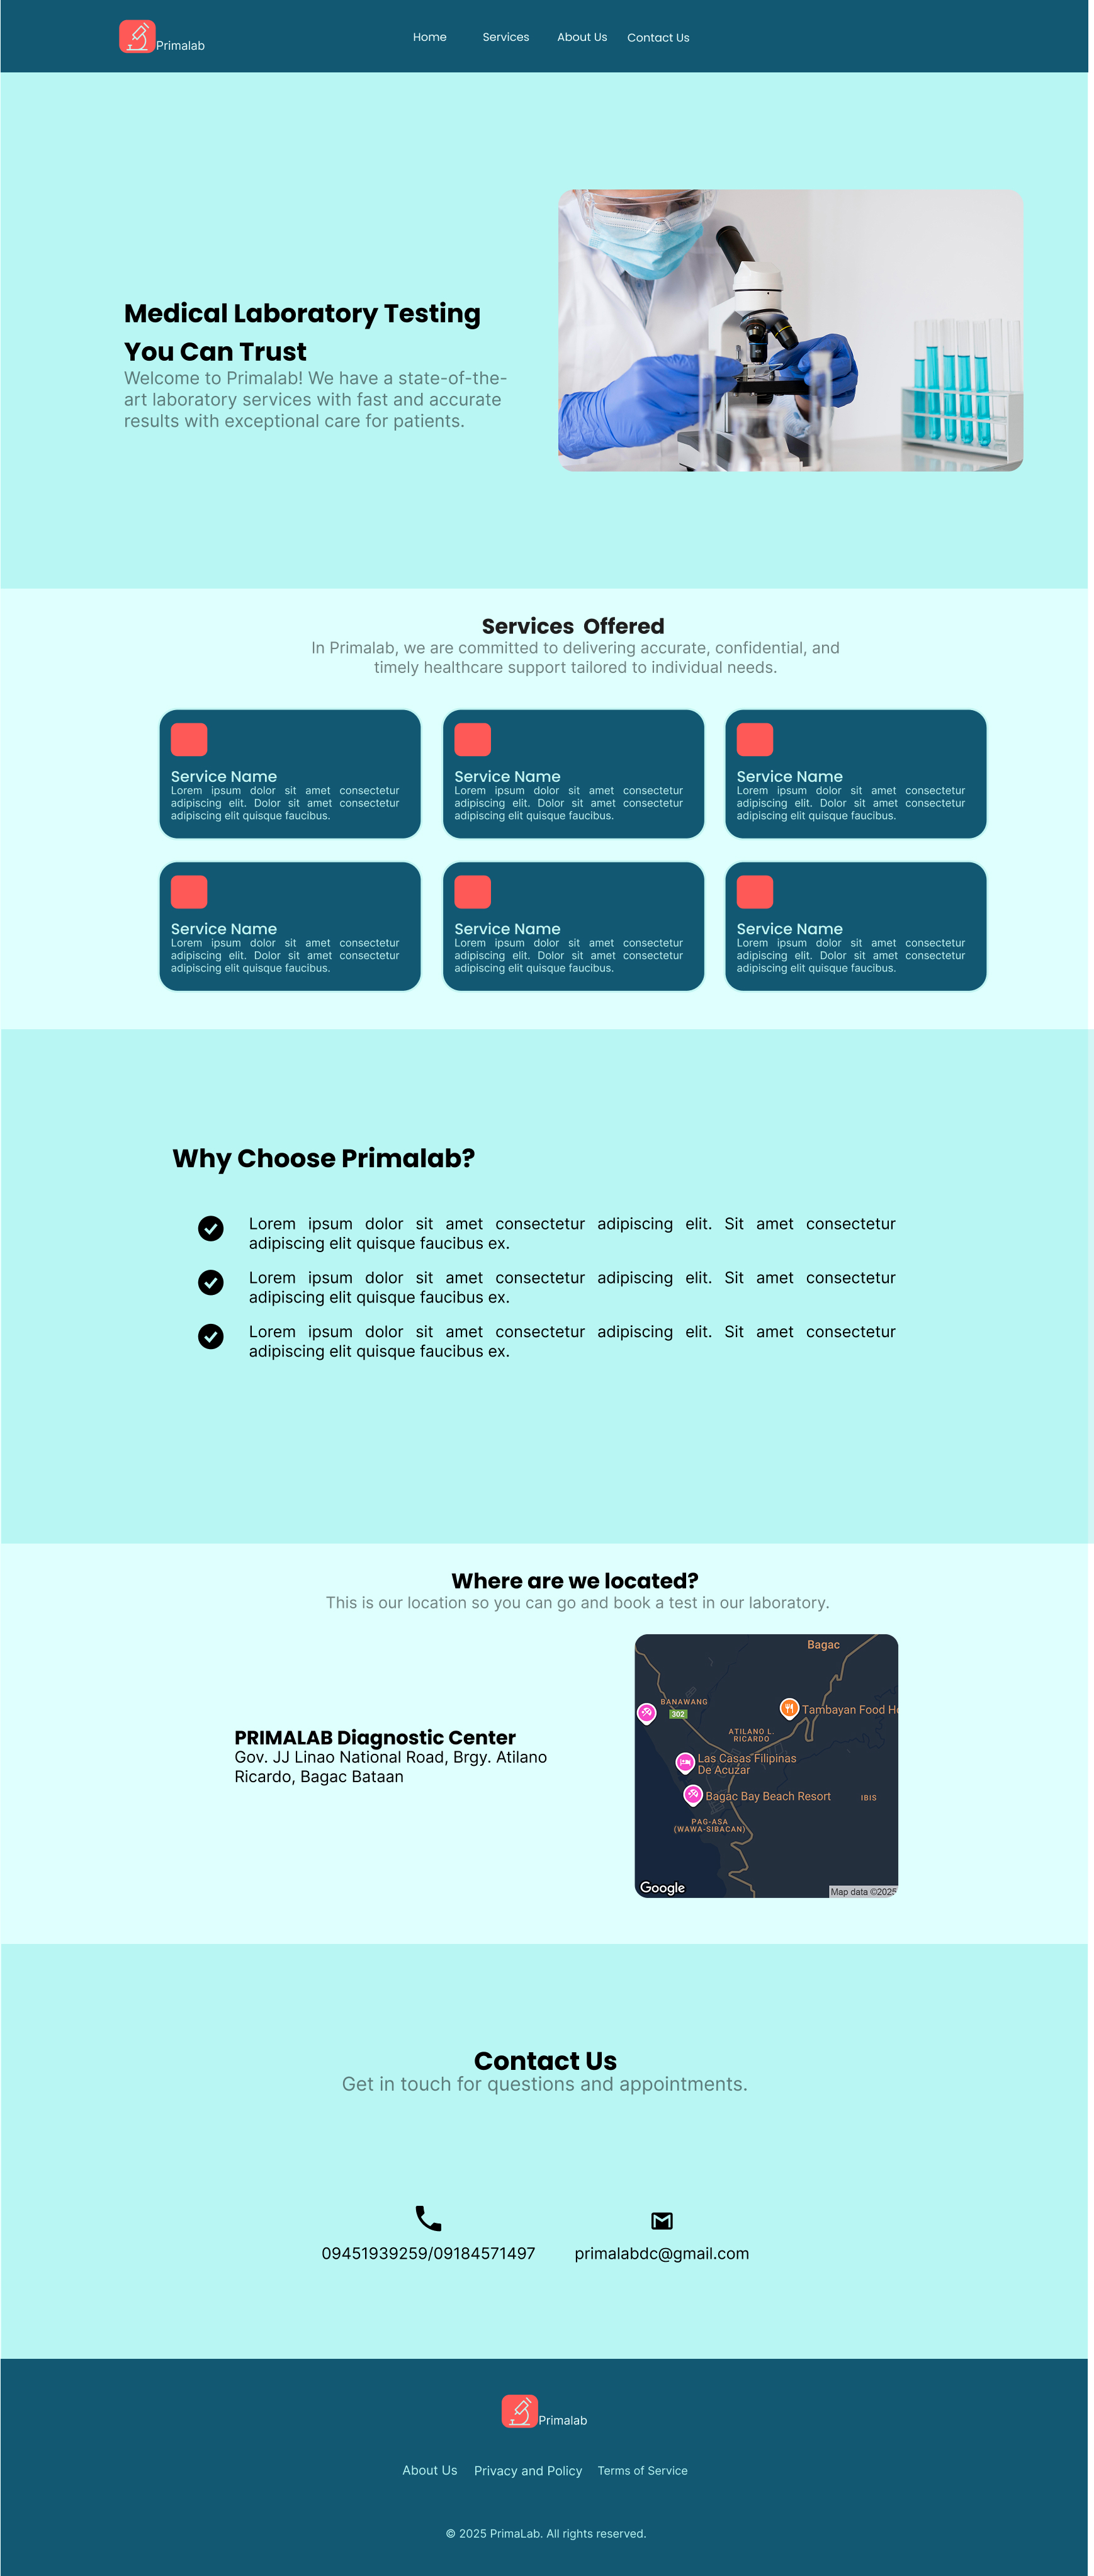 Primalab
Home Services About Us Contact Us
Medical Laboratory Testing
You Can Trust
Welcome to Primalab! We have a state-of-the-
art laboratory services with fast and accurate
results with exceptional care for patients.
Services Offered
In Primalab, we are committed to delivering accurate, confidential, and
timely healthcare support tailored to individual needs.
Service Name
Lorem ipsum dolor sit amet consectetur
adipiscing elit. Dolor sit amet consectetur
adipiscing elit quisque faucibus.
Service Name
Lorem ipsum dolor sit amet consectetur
adipiscing elit. Dolor sit amet consectetur
adipiscing elit quisque faucibus.
Service Name
Lorem ipsum dolor sit amet consectetur
adipiscing elit. Dolor sit amet consectetur
adipiscing elit quisque faucibus.
Service Name
Lorem ipsum dolor sit amet consectetur
adipiscing elit. Dolor sit amet consectetur
adipiscing elit quisque faucibus.
Service Name
Lorem ipsum dolor sit amet consectetur
adipiscing elit. Dolor sit amet consectetur
adipiscing elit quisque faucibus.
Service Name
Lorem ipsum dolor sit amet consectetur
adipiscing elit. Dolor sit amet consectetur
adipiscing elit quisque faucibus.
Why Choose Primalab?
Lorem ipsum dolor sit amet consectetur adipiscing elit. Sit amet consectetur
adipiscing elit quisque faucibus ex.
Lorem ipsum dolor sit amet consectetur adipiscing elit. Sit amet consectetur
adipiscing elit quisque faucibus ex.
Lorem ipsum dolor sit amet consectetur adipiscing elit. Sit amet consectetur
adipiscing elit quisque faucibus ex.
Where are we located?
This is our location so you can go and book a test in our laboratory.
PRIMALAB Diagnostic Center
Gov. JJ Linao National Road, Brgy. Atilano
Ricardo, Bagac Bataan
Bagac
BANAWANG
302
Tambayan Food Ho
ATILANO L.
RICARDO
Las Casas Filipinas
De Acuzar
Bagac Bay Beach Resort
IBIS
PAG-ASA
(WAWA-SIBACAN)
Google
Map data ©2025
Contact Us
Get in touch for questions and appointments.
09451939259/09184571497
primalabdc@gmail.com
Primalab
About Us Privacy and Policy Terms of Service
© 2025 PrimaLab. All rights reserved.